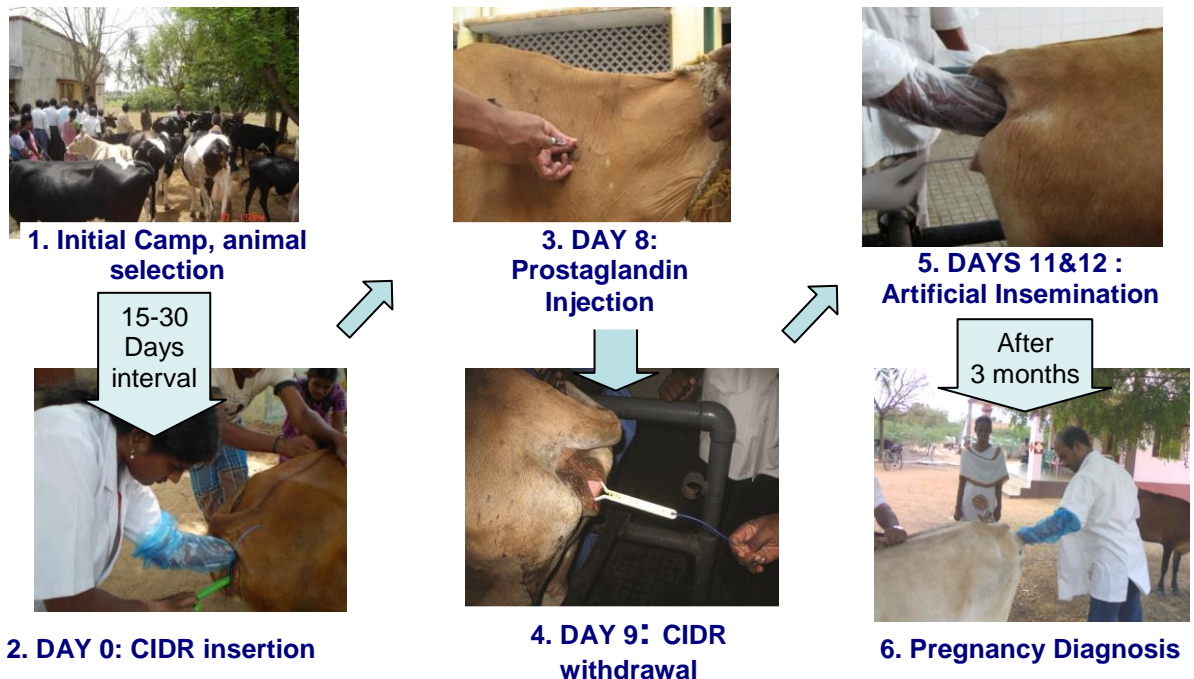 1. Initial Camp, animal
selection
15-30
Days
interval
2. DAY 0: CIDR insertion
3. DAY 8:
Prostaglandin
Injection
4. DAY 9: CIDR
withdrawal
5. DAYS 11&12 :
Artificial Insemination
After
3 months
6. Pregnancy Diagnosis